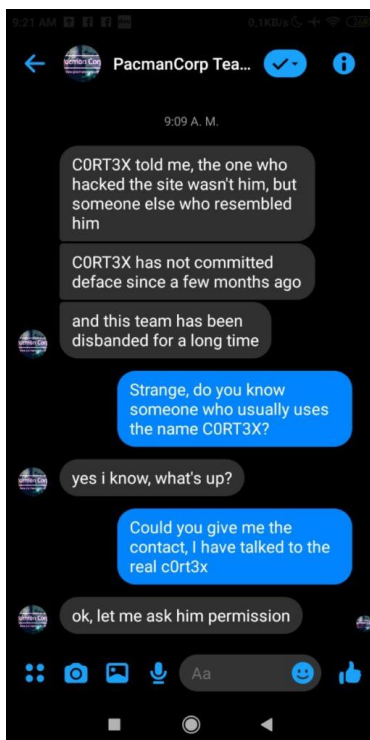 9:21 AM
0,1KB/s
PacmanCorp Tea...
9:09 A. M.
C0RT3X told me, the one who
hacked the site wasn't him, but
someone else who resembled
him
C0RT3X has not committed
deface since a few months ago
and this team has been
disbanded for a long time
Strange, do you know
someone who usually uses
the name C0RT3X?
yes i know, what's up?
Could you give me the
contact, I have talked to the
real c0rt3x
ok, let me ask him permission
Aa